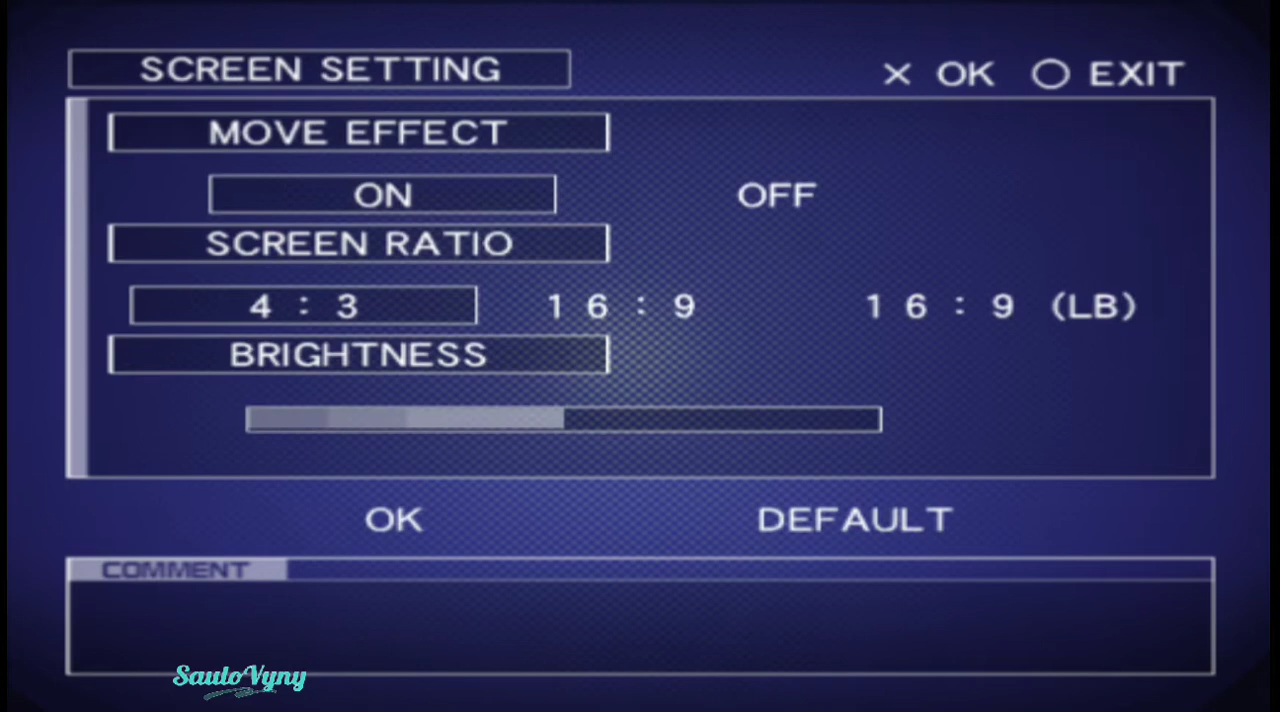 SCREEN SETTING
× OK ○ EXIT
MOVE EFFECT
ON OFF
SCREEN RATIO
4 : 3 16 : 9 16 : 9 (LB)
BRIGHTNESS
OK DEFAULT
COMMENT
SauloVyny